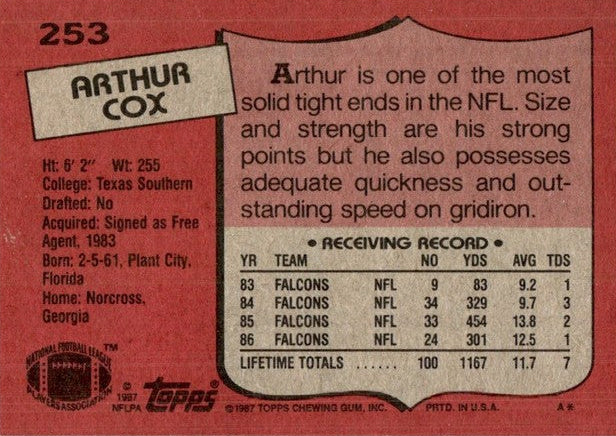 253
ARTHUR
COX
Ht: 6' 2" Wt: 255
College: Texas Southern
Drafted: No
Acquired: Signed as Free
Agent, 1983
Born: 2-5-61, Plant City,
Florida
Home: Norcross,
Georgia
Arthur is one of the most
solid tight ends in the NFL. Size
and strength are his strong
points but he also possesses
adequate quickness and out-
standing speed on gridiron.
• RECEIVING RECORD •
YR TEAM NO YDS AVG TDS
83 FALCONS NFL 9 83 9.2 1
84 FALCONS NFL 34 329 9.7 3
85 FALCONS NFL 33 454 13.8 2
86 FALCONS NFL 24 301 12.5 1
LIFETIME TOTALS ...... 100 1167 11.7 7
NATIONAL FOOTBALL LEAGUE
PLAYERS ASSOCIATION
TM
© 1987
NFLPA
Topps
© 1987 TOPPS CHEWING GUM, INC. PRTD. IN U.S.A. A*